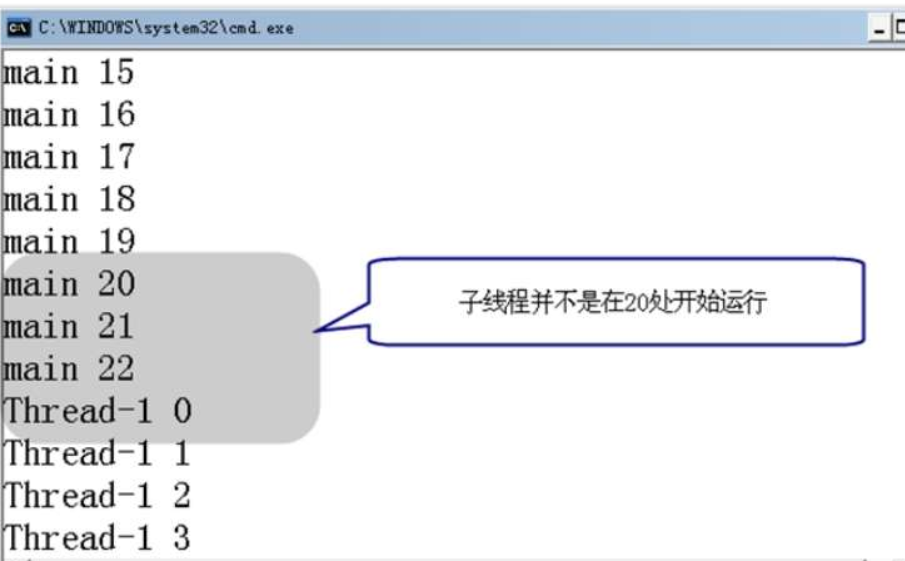 C:\WINDOWS\system32\cmd.exe
main 15
main 16
main 17
main 18
main 19
main 20
子线程并不是在20处开始运行
main 21
main 22
Thread-1 0
Thread-1 1
Thread-1 2
Thread-1 3